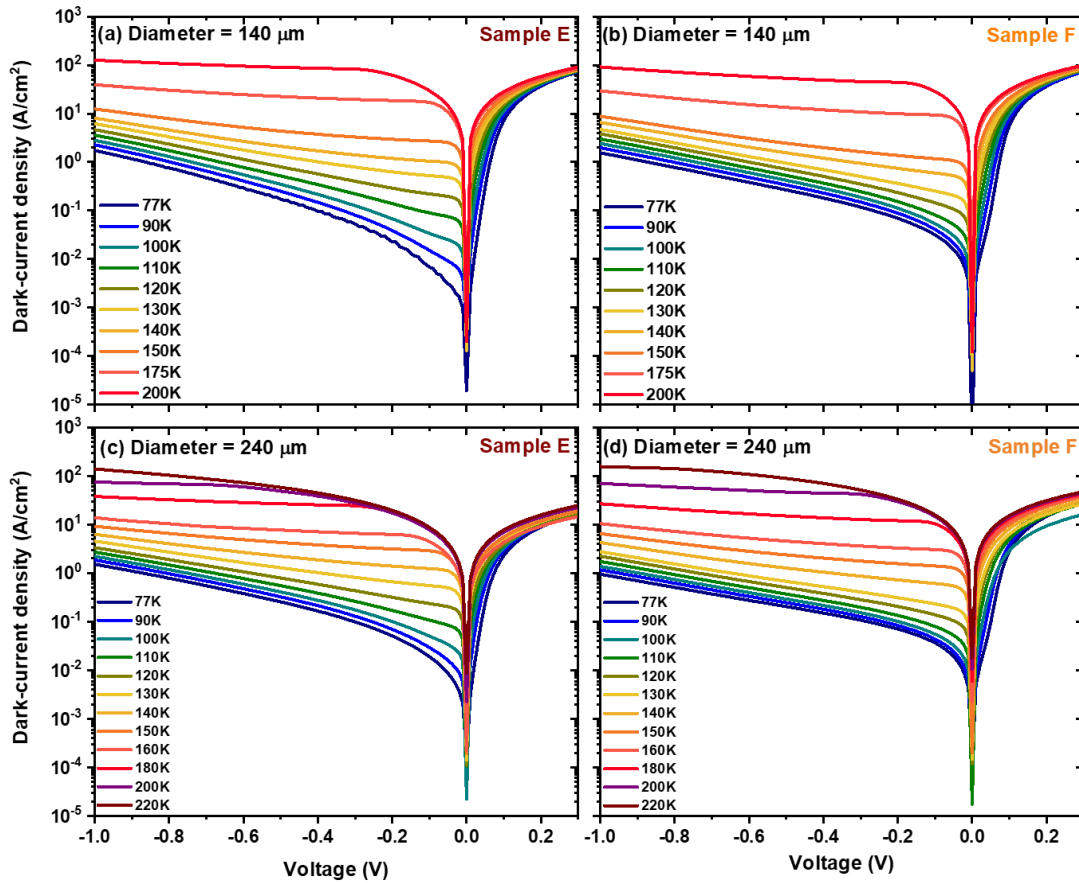 (a) Diameter = 140 μm
Sample E
10³
10²
10¹
10⁰
10⁻¹
10⁻²
10⁻³
10⁻⁴
10⁻⁵
Dark-current density (A/cm²)
77K
90K
100K
110K
120K
130K
140K
150K
175K
200K
(b) Diameter = 140 μm
Sample F
77K
90K
100K
110K
120K
130K
140K
150K
175K
200K
(c) Diameter = 240 μm
Sample E
10³
10²
10¹
10⁰
10⁻¹
10⁻²
10⁻³
10⁻⁴
10⁻⁵
Dark-current density (A/cm²)
77K
90K
100K
110K
120K
130K
140K
150K
160K
180K
200K
220K
-1.0 -0.8 -0.6 -0.4 -0.2 0.0 0.2
Voltage (V)
(d) Diameter = 240 μm
Sample F
77K
90K
100K
110K
120K
130K
140K
150K
160K
180K
200K
220K
-1.0 -0.8 -0.6 -0.4 -0.2 0.0 0.2
Voltage (V)